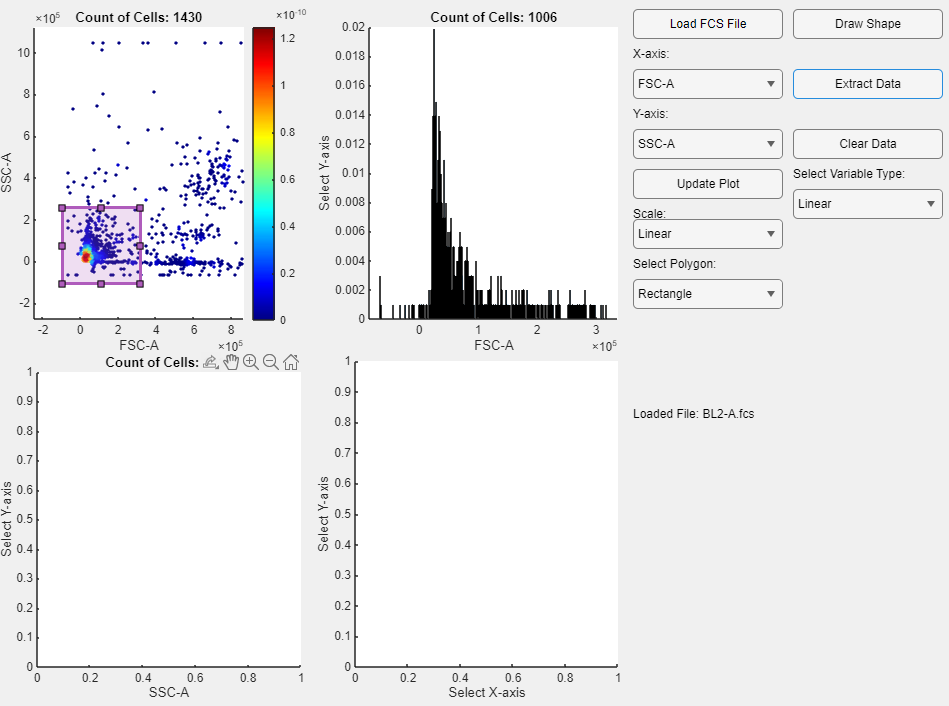 ×10⁵
Count of Cells: 1430
×10⁻¹⁰
SSC-A
10
8
6
4
2
0
-2
-2
0
2
4
6
8
FSC-A
×10⁵
1.2
1
0.8
0.6
0.4
0.2
0
Count of Cells: 1006
Select Y-axis
0.02
0.018
0.016
0.014
0.012
0.01
0.008
0.006
0.004
0.002
0
0
1
2
3
FSC-A
×10⁵
Load FCS File
Draw Shape
X-axis:
FSC-A
Extract Data
Y-axis:
SSC-A
Clear Data
Update Plot
Select Variable Type:
Scale:
Linear
Linear
Select Polygon:
Rectangle
Loaded File: BL2-A.fcs
Count of Cells:
Select Y-axis
1
0.9
0.8
0.7
0.6
0.5
0.4
0.3
0.2
0.1
0
0
0.2
0.4
0.6
0.8
1
SSC-A
Select Y-axis
1
0.9
0.8
0.7
0.6
0.5
0.4
0.3
0.2
0.1
0
0
0.2
0.4
0.6
0.8
1
Select X-axis